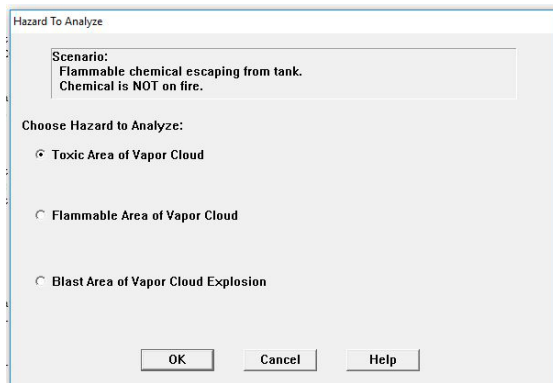 Hazard To Analyze
Scenario:
Flammable chemical escaping from tank.
Chemical is NOT on fire.
Choose Hazard to Analyze:
Toxic Area of Vapor Cloud
Flammable Area of Vapor Cloud
Blast Area of Vapor Cloud Explosion
OK Cancel Help